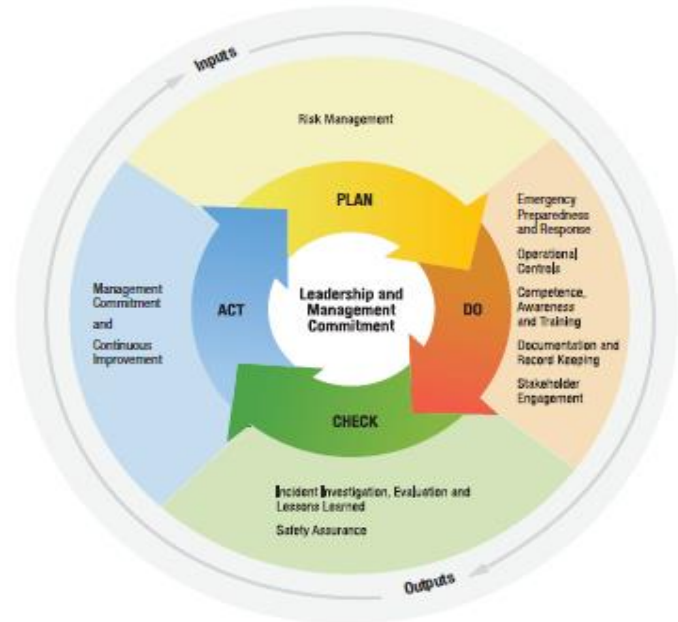 Inputs
Risk Management
PLAN
Emergency
Preparedness
and Response
Operational
Controls
Competence,
Awareness
and Training
Documentation and
Record Keeping
Stakeholder
Engagement
DO
Leadership and
Management
Commitment
ACT
Management
Commitment
and
Continuous
Improvement
CHECK
Incident Investigation, Evaluation and
Lessons Learned
Safety Assurance
Outputs